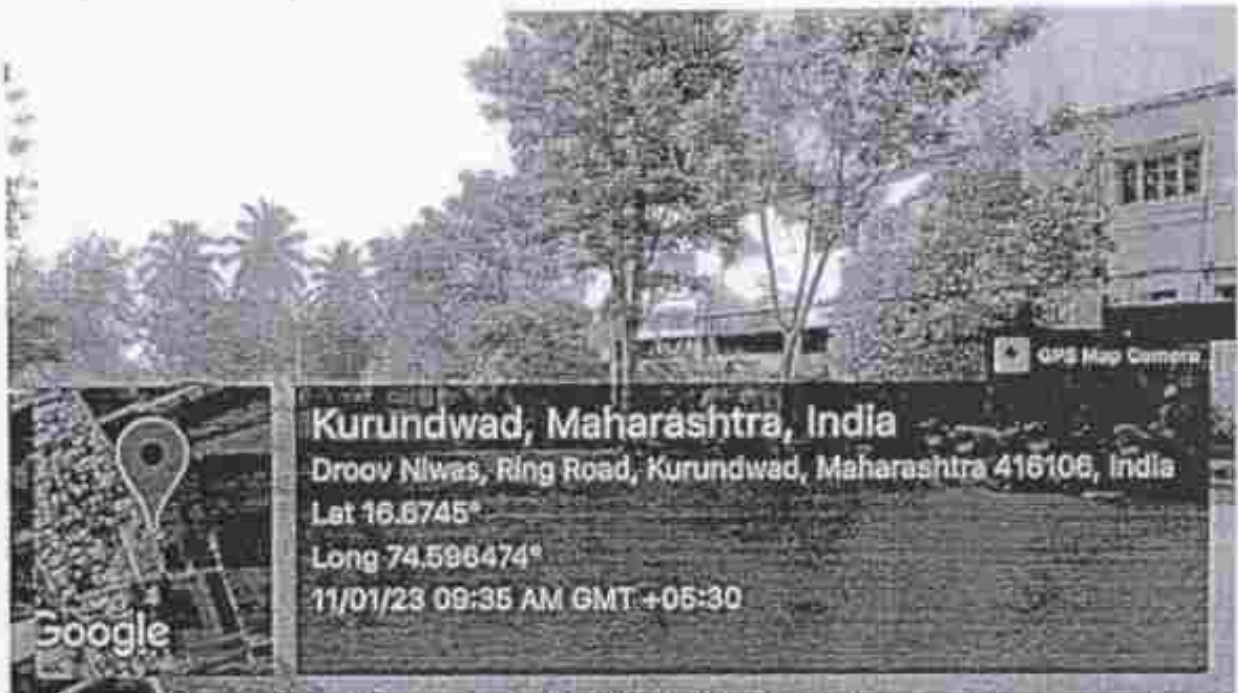 GPS Map Camera
Kurundwad, Maharashtra, India
Droov Niwas, Ring Road, Kurundwad, Maharashtra 416106, India
Lat 16.6745°
Long 74.596474°
11/01/23 09:35 AM GMT +05:30
Google